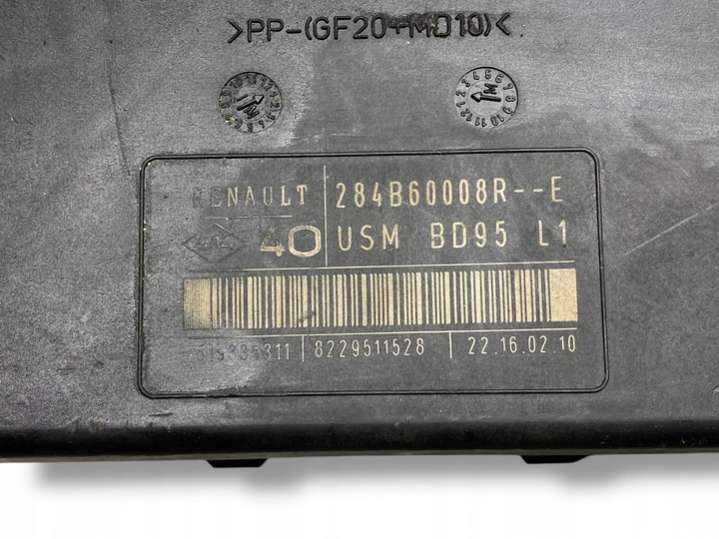 >PP-(GF20+MD10)<
RENAULT 284B60008R--E
40 USM BD95 L1
8229511528 22.16.02.10